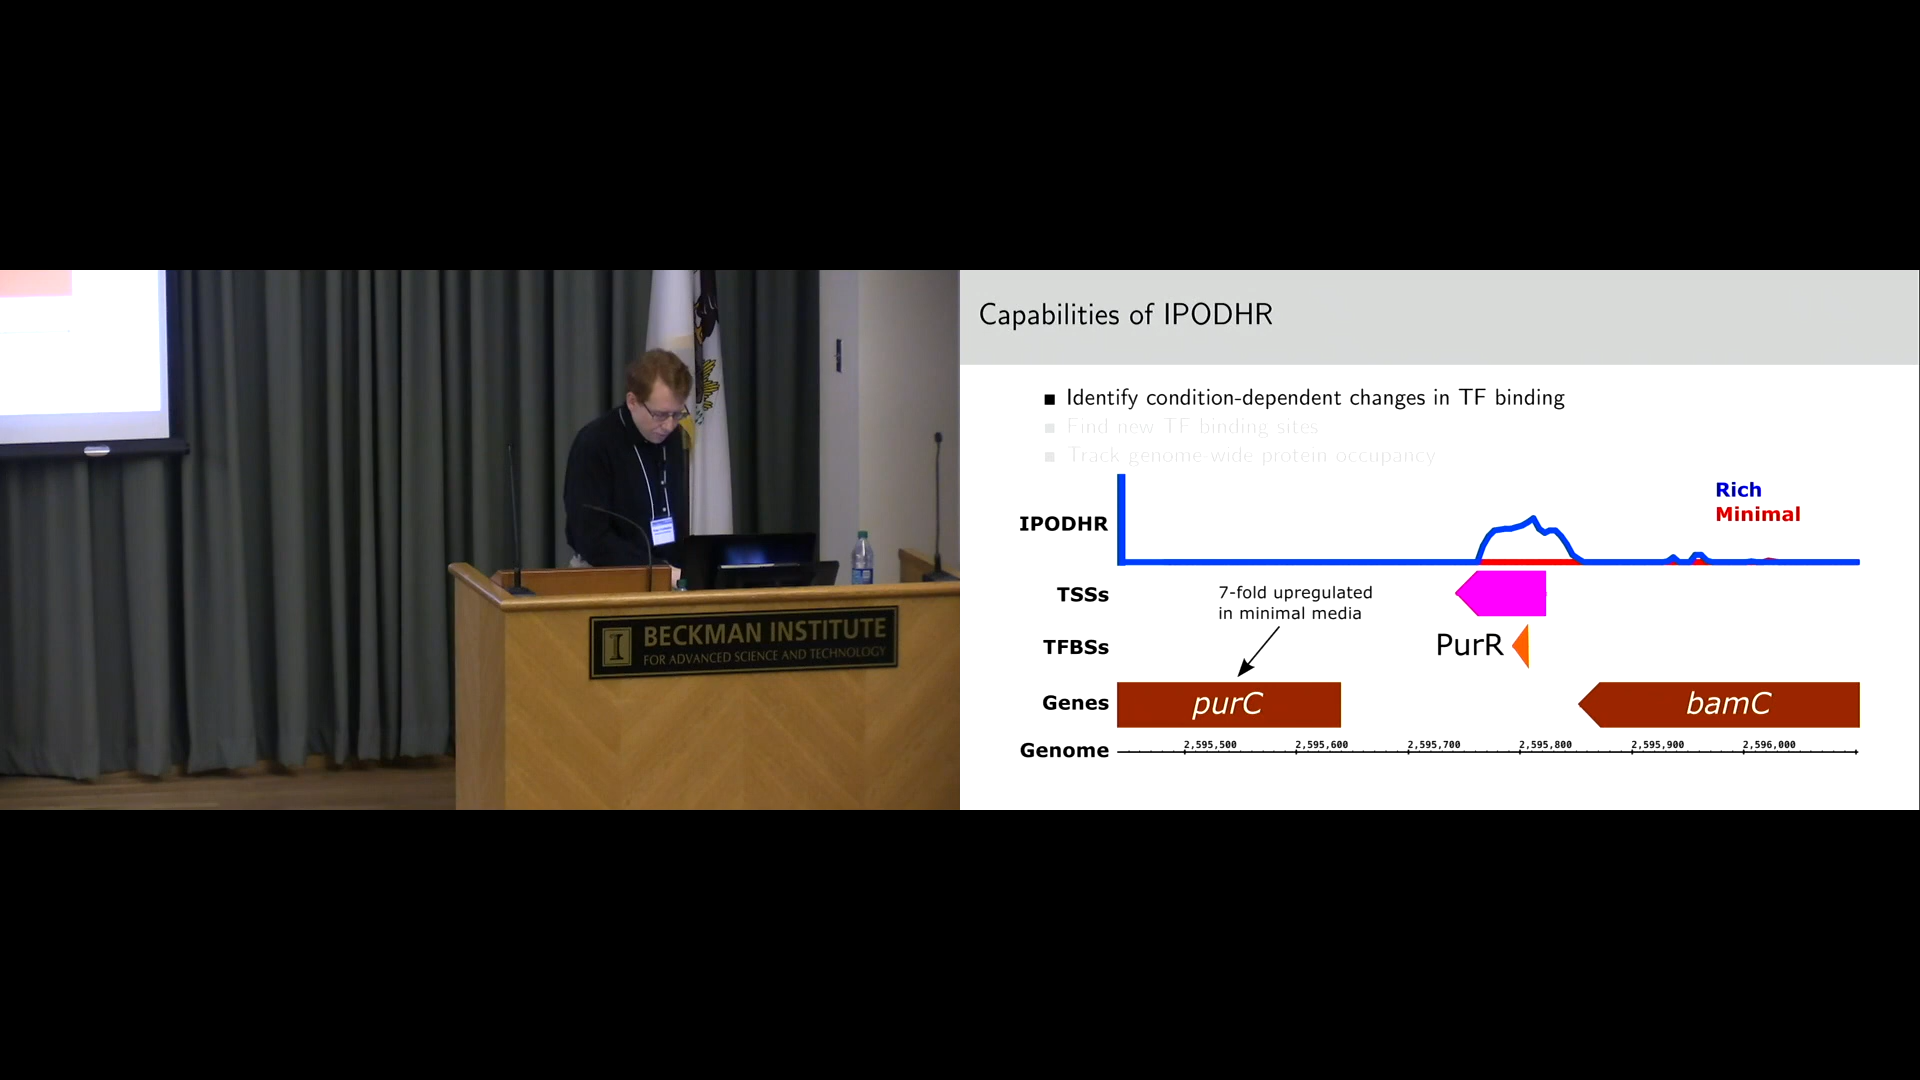 BECKMAN INSTITUTE
FOR ADVANCED SCIENCE AND TECHNOLOGY
Capabilities of IPODHR
Identify condition-dependent changes in TF binding
Find new TF binding sites
Track genome-wide protein occupancy
Rich
Minimal
IPODHR
TSSs
7-fold upregulated
in minimal media
TFBSs
PurR
Genes
purC
bamC
Genome
2,595,500 2,595,600 2,595,700 2,595,800 2,595,900 2,596,000